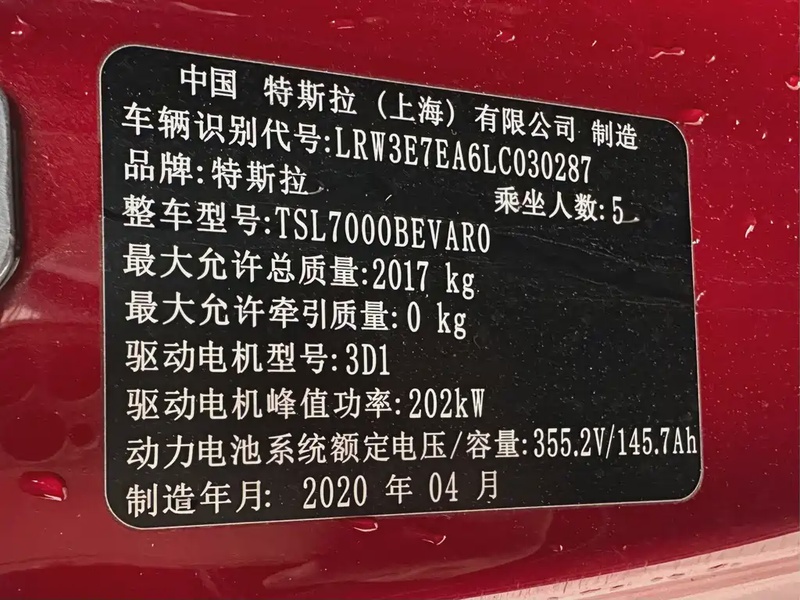 中国 特斯拉 (上海) 有限公司 制造
车辆识别代号:LRW3E7EA6LC030287
品牌:特斯拉 乘坐人数:5
整车型号:TSL7000BEVAR0
最大允许总质量:2017 kg
最大允许牵引质量:0 kg
驱动电机型号:3D1
驱动电机峰值功率:202kW
动力电池系统额定电压/容量:355.2V/145.7Ah
制造年月: 2020 年 04 月